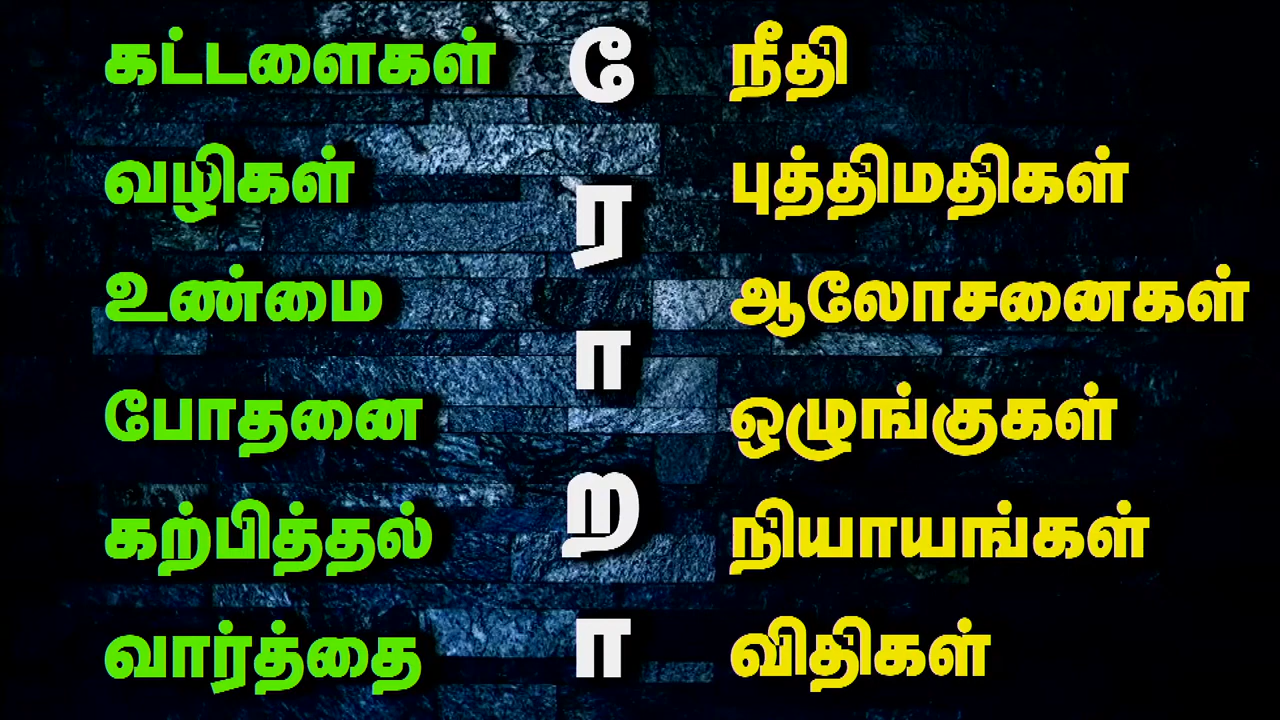 கட்டளைகள்
வழிகள்
உண்மை
போதனை
கற்பித்தல்
வார்த்தை
தோராறா
நீதி
புத்திமதிகள்
ஆலோசனைகள்
ஒழுங்குகள்
நியாயங்கள்
விதிகள்